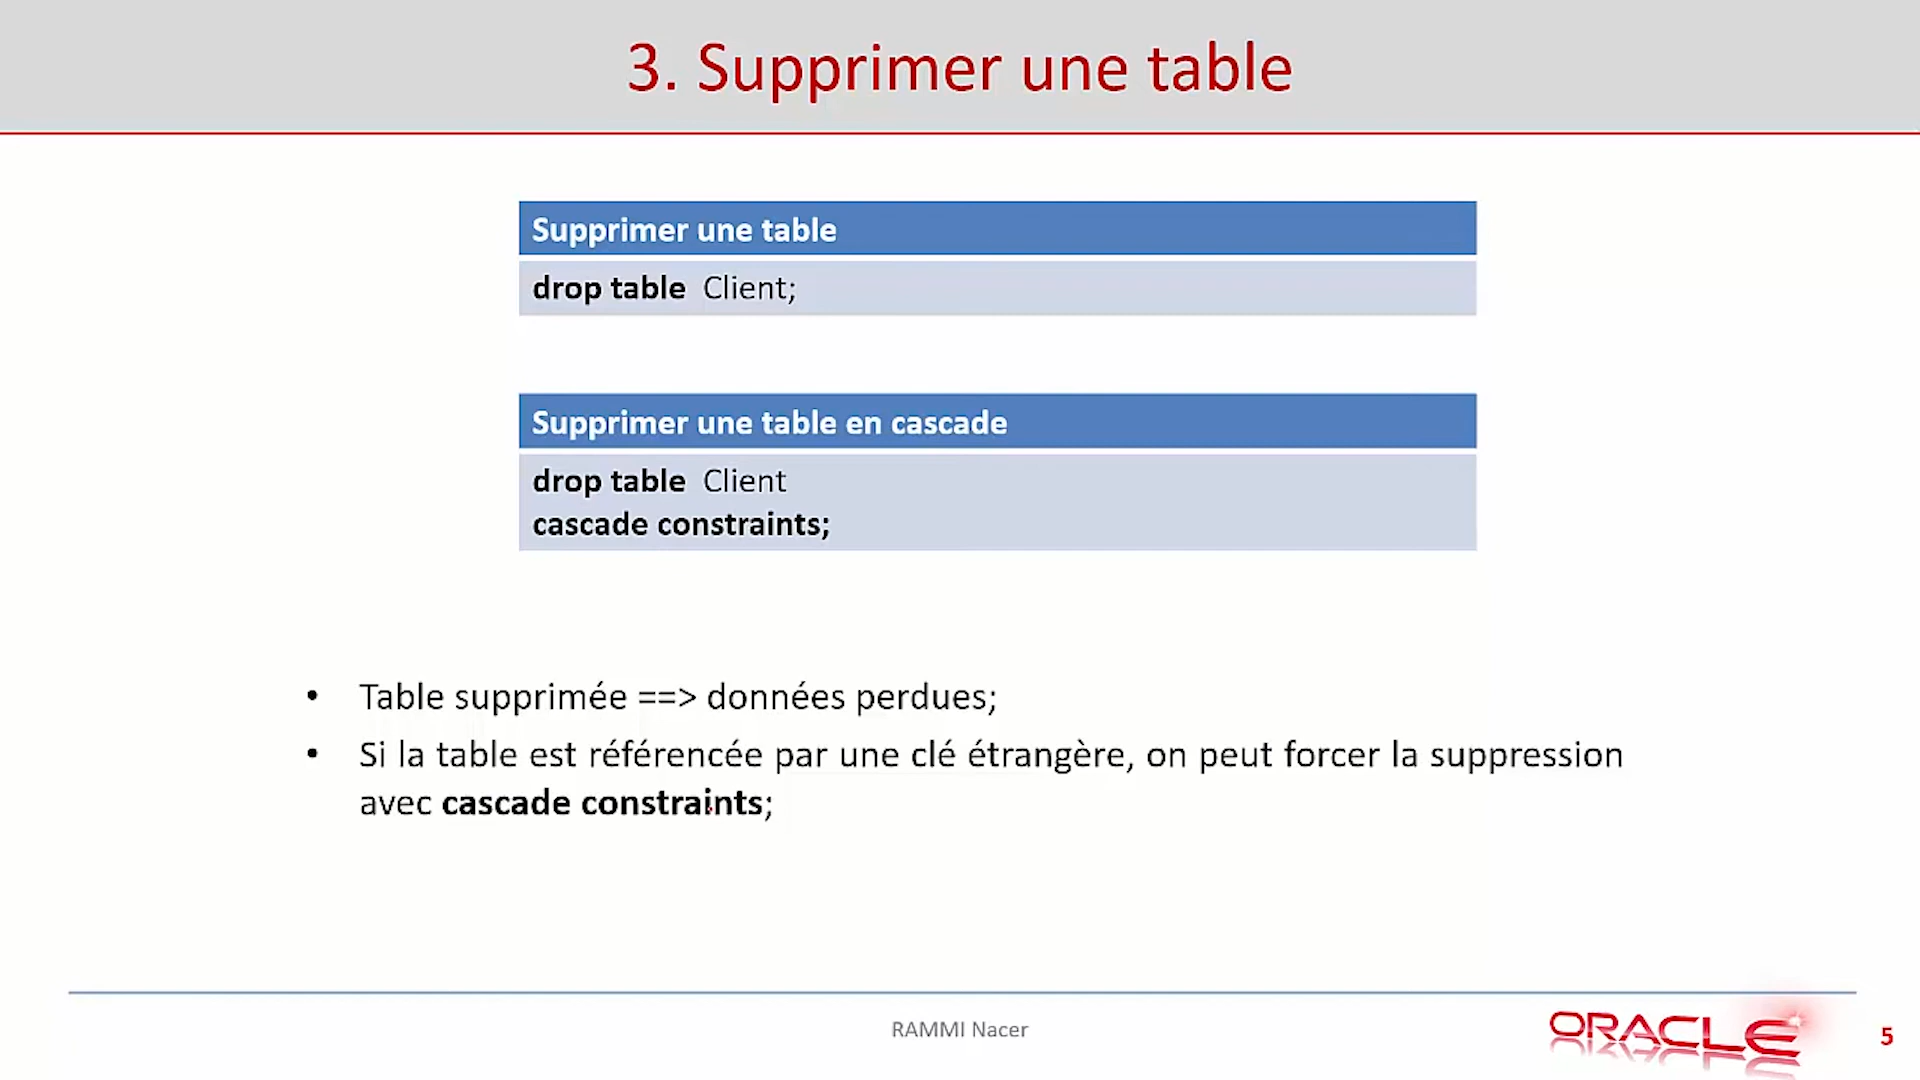 3. Supprimer une table
Supprimer une table
drop table Client;
Supprimer une table en cascade
drop table Client
cascade constraints;
• Table supprimée ==> données perdues;
• Si la table est référencée par une clé étrangère, on peut forcer la suppression
avec cascade constraints;
RAMMI Nacer
ORACLE
5